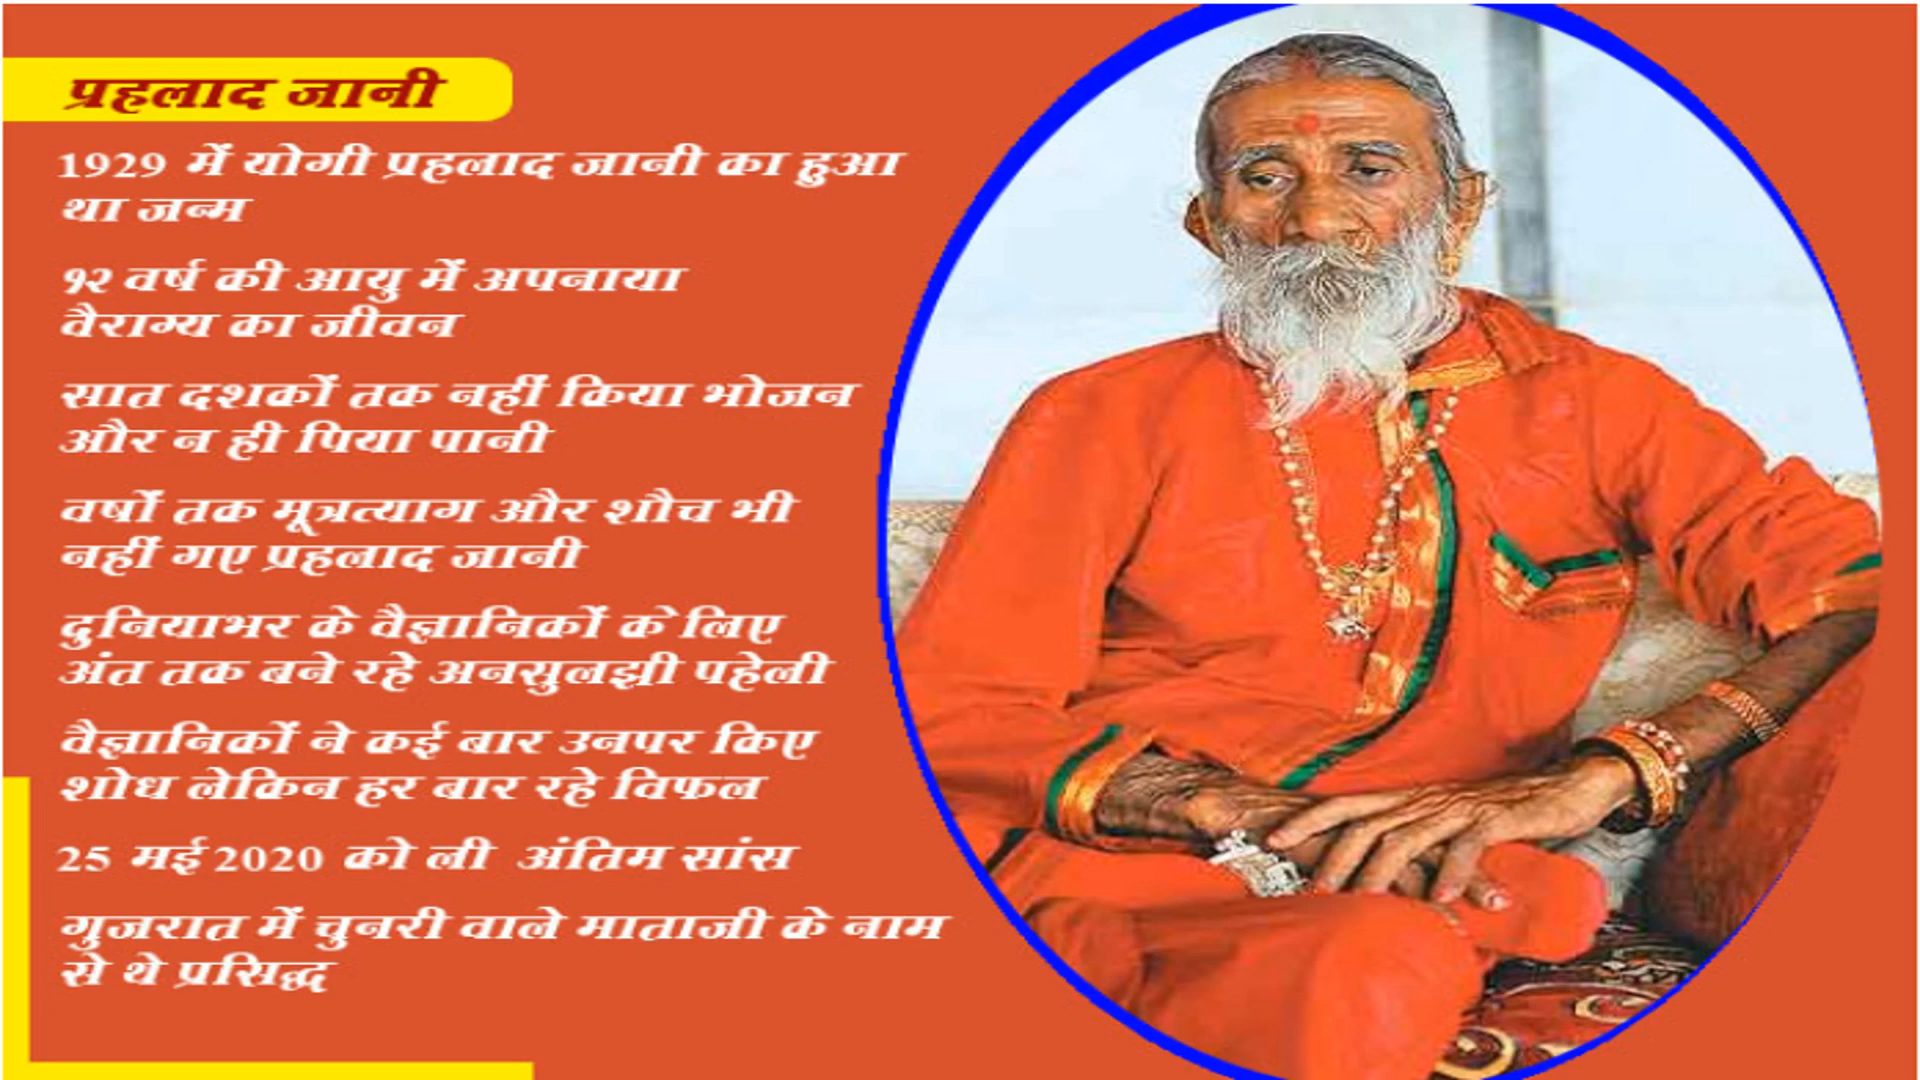 प्रहलाद जानी
1929 में योगी प्रहलाद जानी का हुआ
था जन्म
१२ वर्ष की आयु में अपनाया
वैराग्य का जीवन
सात दशकों तक नहीं किया भोजन
और न ही पिया पानी
वर्षों तक मूत्रत्याग और शौच भी
नहीं गए प्रहलाद जानी
दुनियाभर के वैज्ञानिकों के लिए
अंत तक बने रहे अनसुलझी पहेली
वैज्ञानिकों ने कई बार उनपर किए
शोध लेकिन हर बार रहे विफल
25 मई 2020 को ली अंतिम सांस
गुजरात में चुनरी वाले माताजी के नाम
से थे प्रसिद्ध